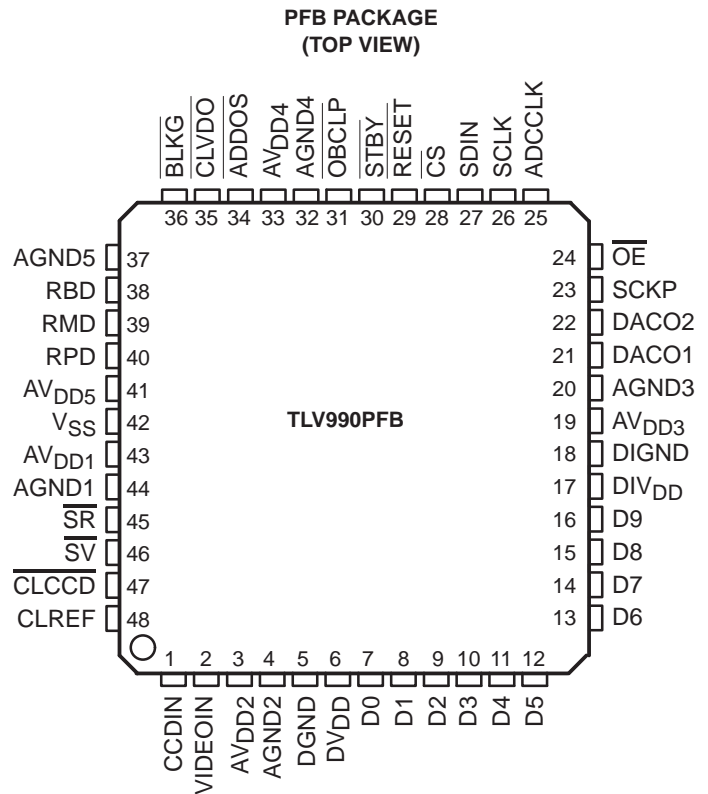 PFB PACKAGE
(TOP VIEW)
BLKG
CLVDO
ADDOS
AVDD4
AGND4
OBCLP
STBY
RESET
CS
SDIN
SCLK
ADCCLK
36 35 34 33 32 31 30 29 28 27 26 25
AGND5 37
RBD 38
RMD 39
RPD 40
AVDD5 41
VSS 42
AVDD1 43
AGND1 44
SR 45
SV 46
CLCCD 47
CLREF 48
TLV990PFB
24 OE
23 SCKP
22 DACO2
21 DACO1
20 AGND3
19 AVDD3
18 DIGND
17 DIVDD
16 D9
15 D8
14 D7
13 D6
1 2 3 4 5 6 7 8 9 10 11 12
CCDIN
VIDEOIN
AVDD2
AGND2
DGND
DVDD
D0
D1
D2
D3
D4
D5